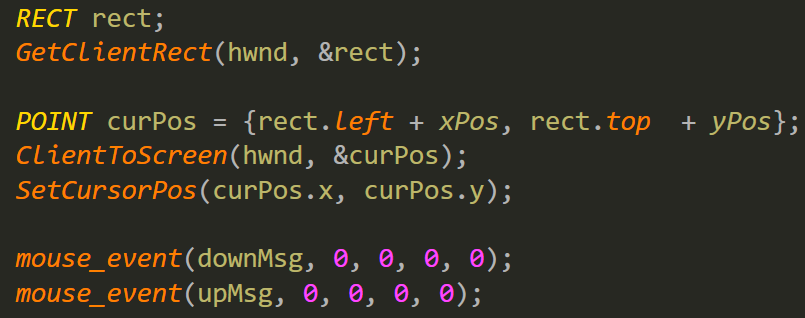 RECT rect;
GetClientRect(hwnd, &rect);
POINT curPos = {rect.left + xPos, rect.top  + yPos};
ClientToScreen(hwnd, &curPos);
SetCursorPos(curPos.x, curPos.y);
mouse_event(downMsg, 0, 0, 0, 0);
mouse_event(upMsg, 0, 0, 0, 0);